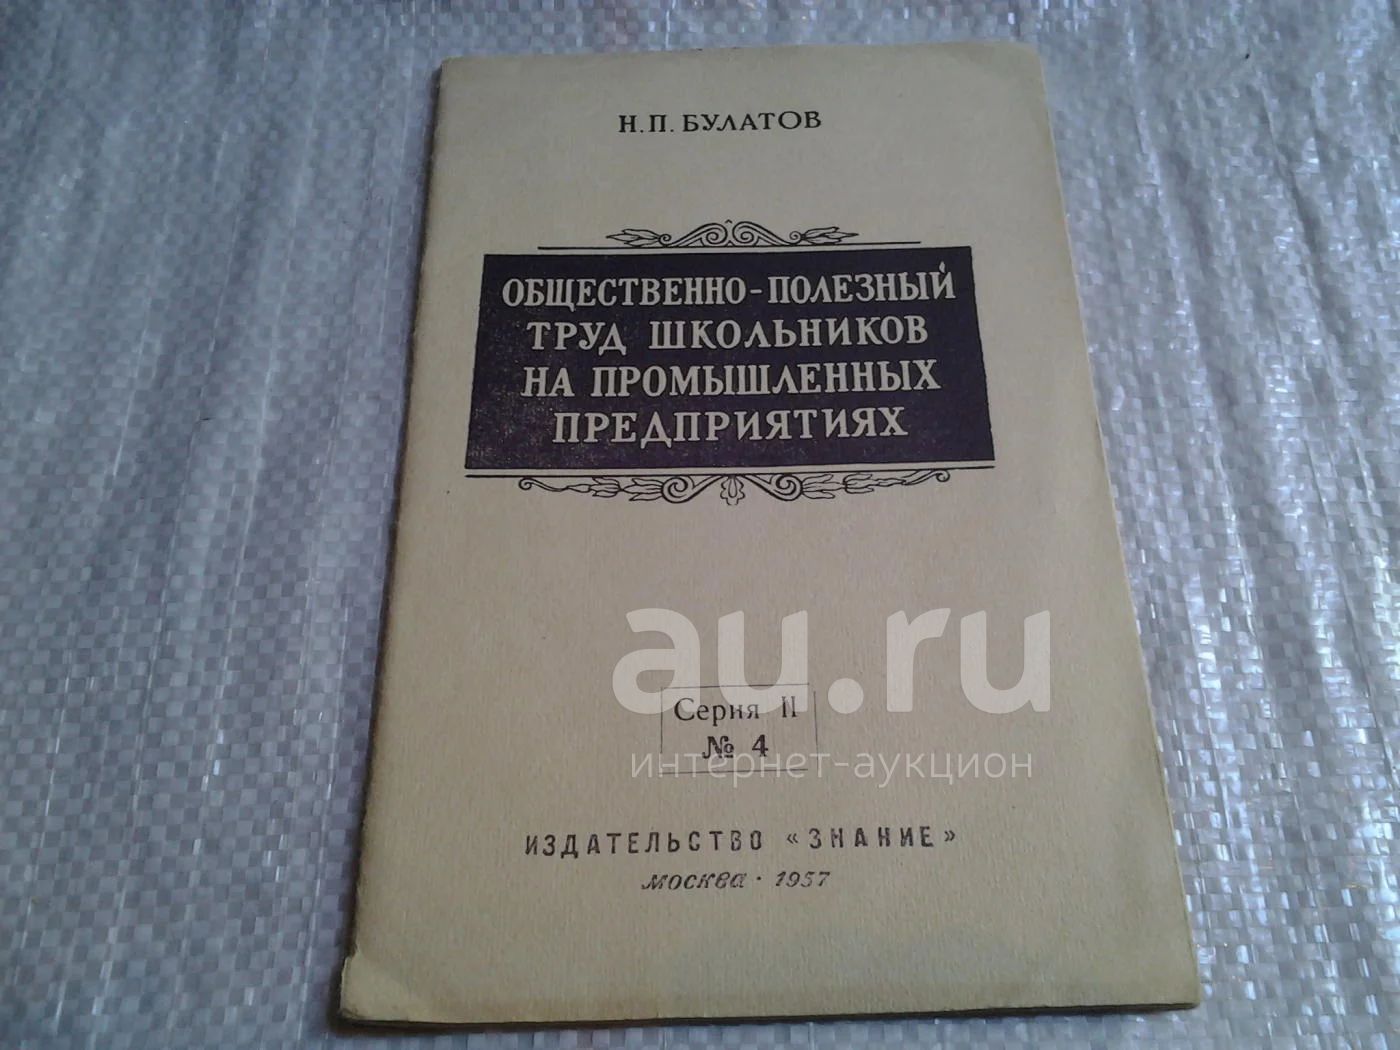 Н.П. БУЛАТОВ
ОБЩЕСТВЕННО-ПОЛЕЗНЫЙ
ТРУД ШКОЛЬНИКОВ
НА ПРОМЫШЛЕННЫХ
ПРЕДПРИЯТИЯХ
au.ru
Серия II
№ 4
интернет-аукцион
ИЗДАТЕЛЬСТВО «ЗНАНИЕ»
москва · 1957